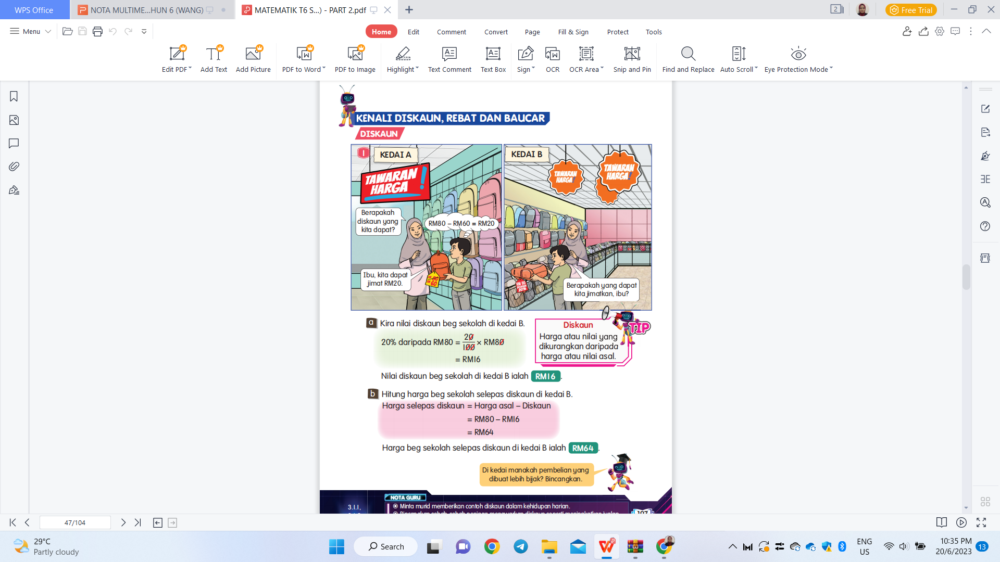 WPS Office
NOTA MULTIME...HUN 6 (WANG)
MATEMATIK T6 S...) - PART 2.pdf
2
Free Trial
Menu
Home
Edit
Comment
Convert
Page
Fill & Sign
Protect
Tools
Edit PDF
Add Text
Add Picture
PDF to Word
PDF to Image
Highlight
Text Comment
Text Box
Sign
OCR
OCR Area
Snip and Pin
Find and Replace
Auto Scroll
Eye Protection Mode
KENALI DISKAUN, REBAT DAN BAUCAR
DISKAUN
1
KEDAI A
TAWARAN
HARGA!
Berapakah
diskaun yang
kita dapat?
RM80 – RM60 = RM20
Ibu, kita dapat
jimat RM20.
80
60
KEDAI B
TAWARAN
HARGA!
TAWARAN
HARGA!
RM 80
DISKAUN
20%
Berapakah yang dapat
kita jimatkan, ibu?
a Kira nilai diskaun beg sekolah di kedai B.
20% daripada RM80 = 20/100 × RM80
= RM16
Diskaun
TIP
Harga atau nilai yang
dikurangkan daripada
harga atau nilai asal.
Nilai diskaun beg sekolah di kedai B ialah RM16.
b Hitung harga beg sekolah selepas diskaun di kedai B.
Harga selepas diskaun = Harga asal – Diskaun
= RM80 – RM16
= RM64
Harga beg sekolah selepas diskaun di kedai B ialah RM64.
Di kedai manakah pembelian yang
dibuat lebih bijak? Bincangkan.
NOTA GURU
3.1.1,
Minta murid memberikan contoh diskaun dalam kehidupan harian.
107
47/104
29°C
Partly cloudy
Search
ENG
US
10:35 PM
20/6/2023
13